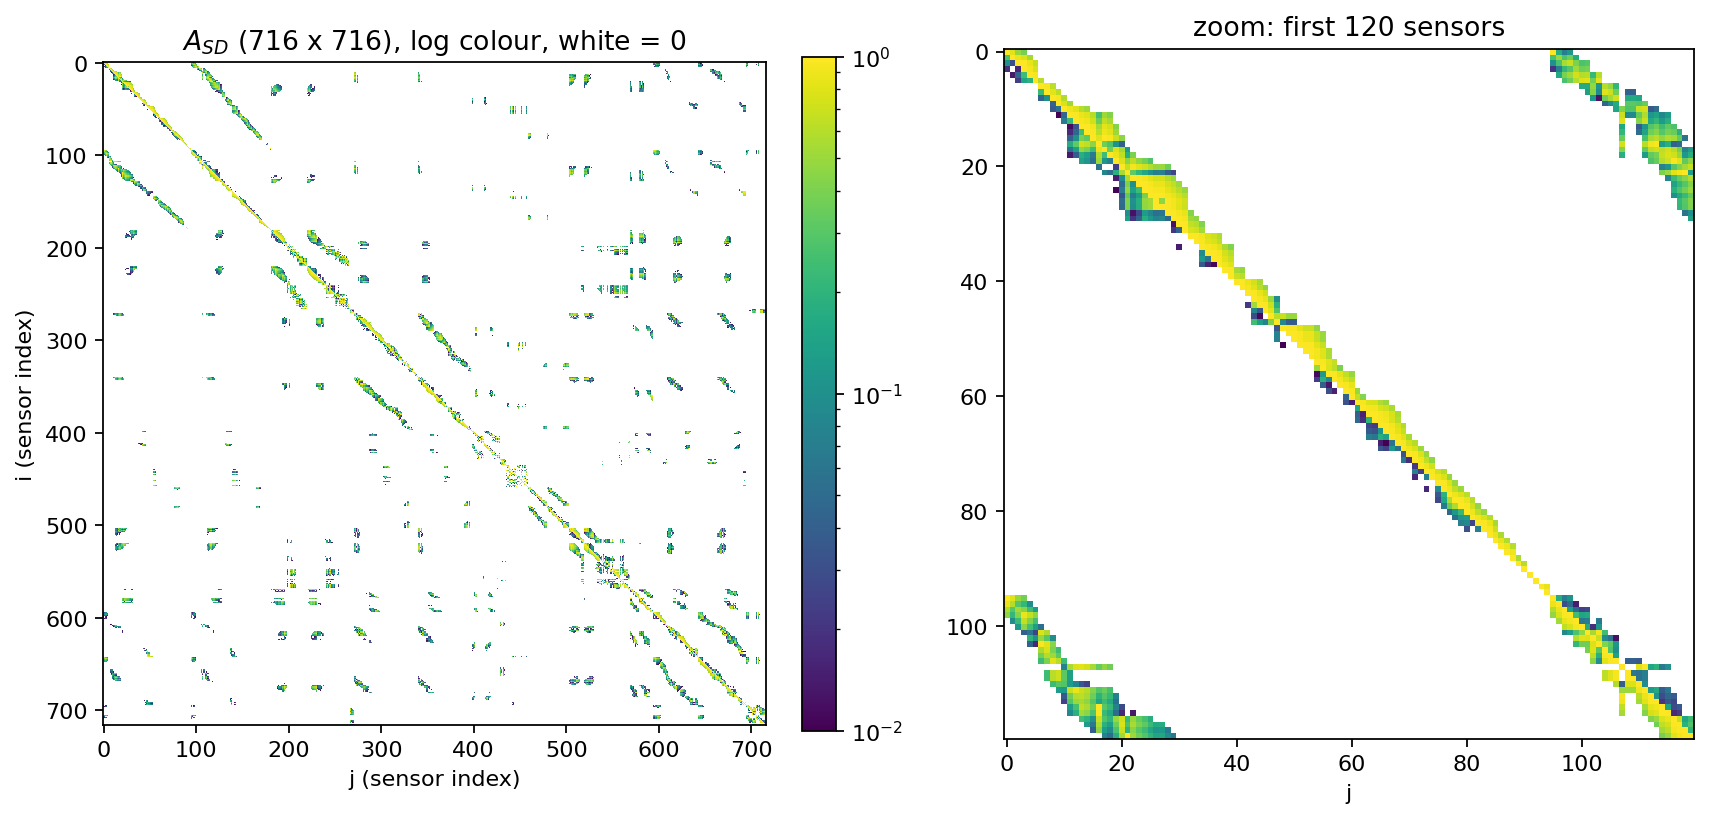 A_SD (716 x 716), log colour, white = 0
0
100
200
300
400
500
600
700
i (sensor index)
0 100 200 300 400 500 600 700
j (sensor index)
10^0
10^-1
10^-2
zoom: first 120 sensors
0
20
40
60
80
100
0 20 40 60 80 100
j